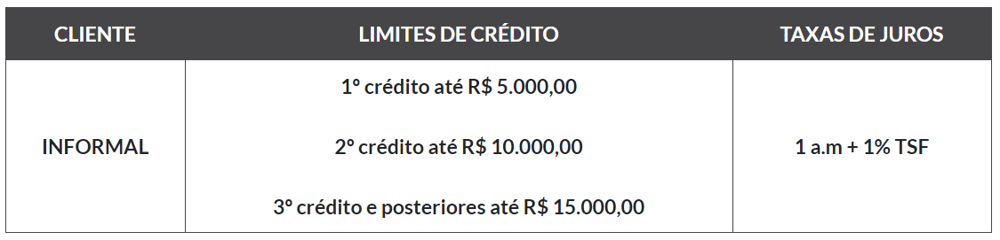 CLIENTE LIMITES DE CRÉDITO TAXAS DE JUROS
1º crédito até R$ 5.000,00
INFORMAL 2º crédito até R$ 10.000,00 1 a.m + 1% TSF
3º crédito e posteriores até R$ 15.000,00